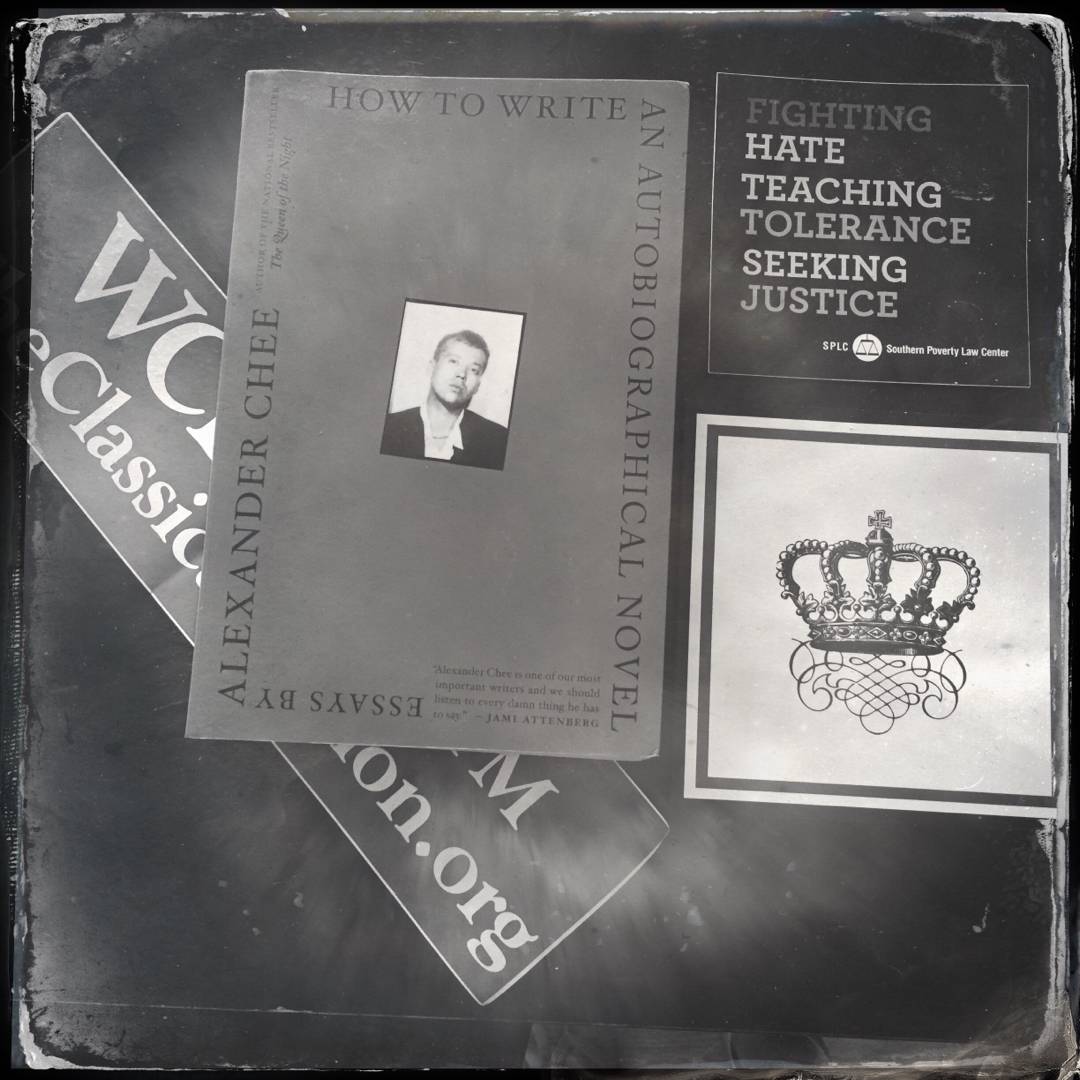 HOW TO WRITE
AN AUTOBIOGRAPHICAL NOVEL
ESSAYS BY
ALEXANDER CHEE
AUTHOR OF THE NATIONAL BESTSELLER
The Queen of the Night
"Alexander Chee is one of our most
important writers and we should
listen to every damn thing he has
to say." — JAMI ATTENBERG
FIGHTING
HATE
TEACHING
TOLERANCE
SEEKING
JUSTICE
SPLC Southern Poverty Law Center
WC
M
eClassic
ion.org